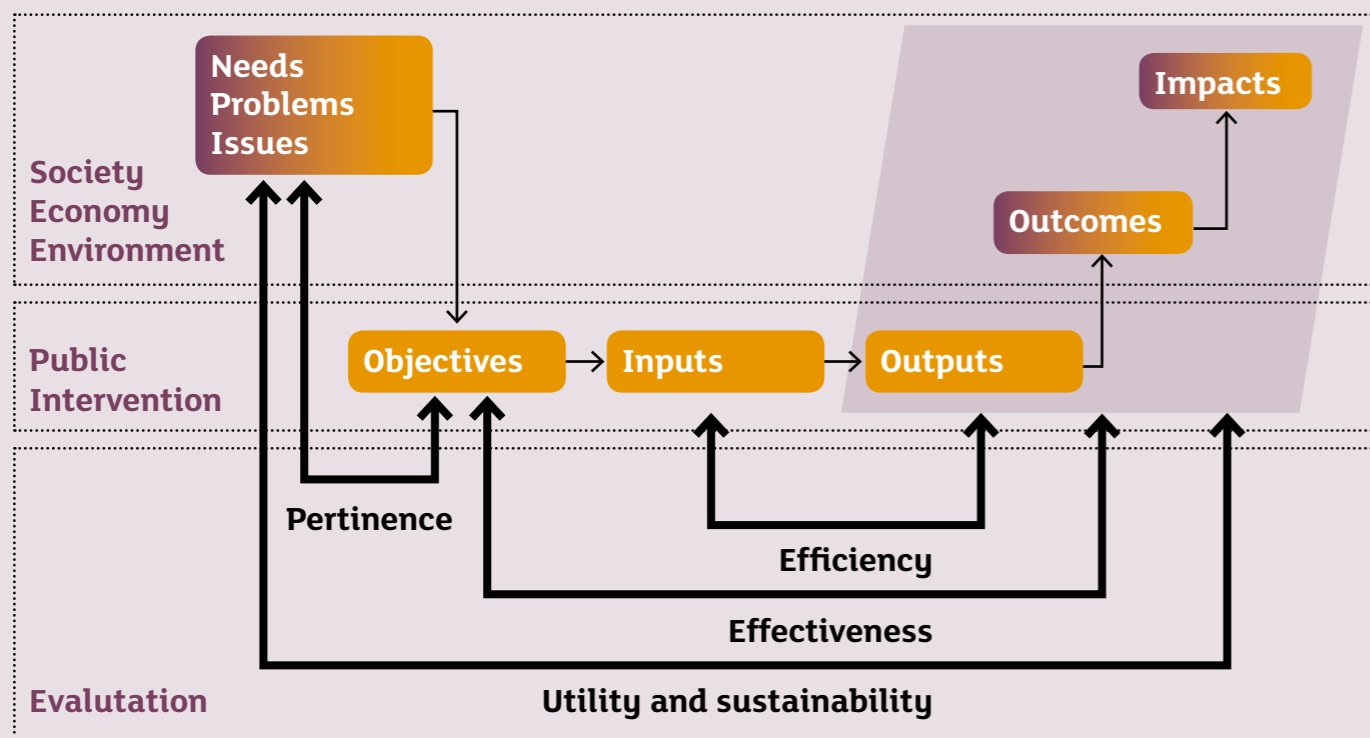 Needs
Problems
Issues
Impacts
Society
Economy
Environment
Outcomes
Public
Intervention
Objectives
Inputs
Outputs
Pertinence
Efficiency
Effectiveness
Evalutation
Utility and sustainability